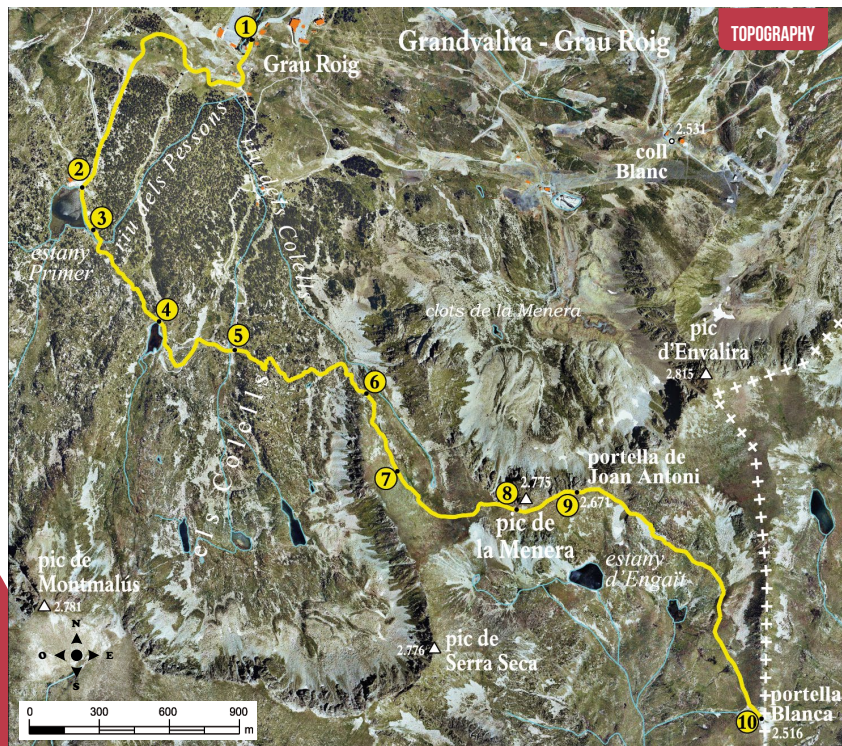 TOPOGRAPHY
Grandvalira - Grau Roig
1
Grau Roig
2.531
coll
Blanc
2
riu dels Pessons
riu dels Colells
3
estany
Primer
4
clots de la Menera
pic
d'Envalira
2.815
5
6
els Colells
7
portella de
Joan Antoni
2.671
8
2.775
9
pic de
la Menera
estany
d'Engaït
pic de
Montmalús
2.781
N
O
E
S
2.776
pic de
Serra Seca
portella
Blanca
10
2.516
0
300
600
900
m